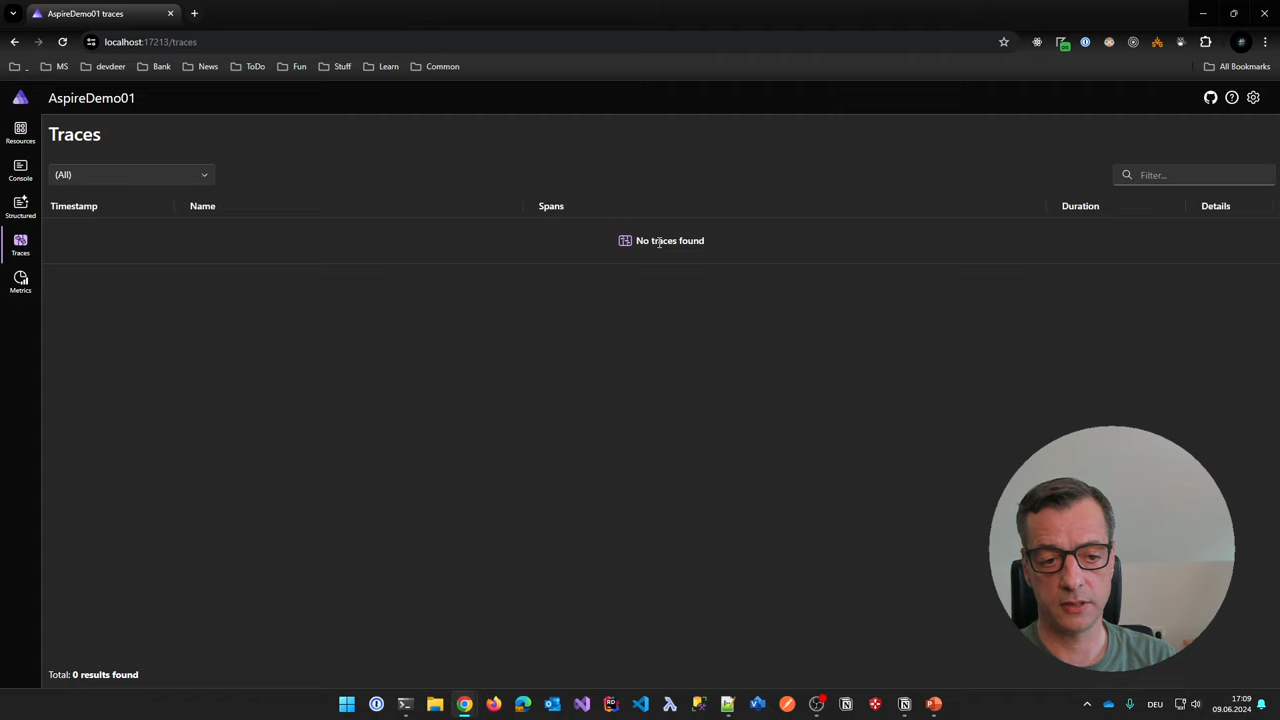 AspireDemo01 traces
localhost:17213/traces
MS
devdeer
Bank
News
ToDo
Fun
Stuff
Learn
Common
All Bookmarks
AspireDemo01
Resources
Console
Structured
Traces
Metrics
Traces
(All)
Filter...
Timestamp
Name
Spans
Duration
Details
No traces found
Total: 0 results found
DEU
17:09
09.06.2024